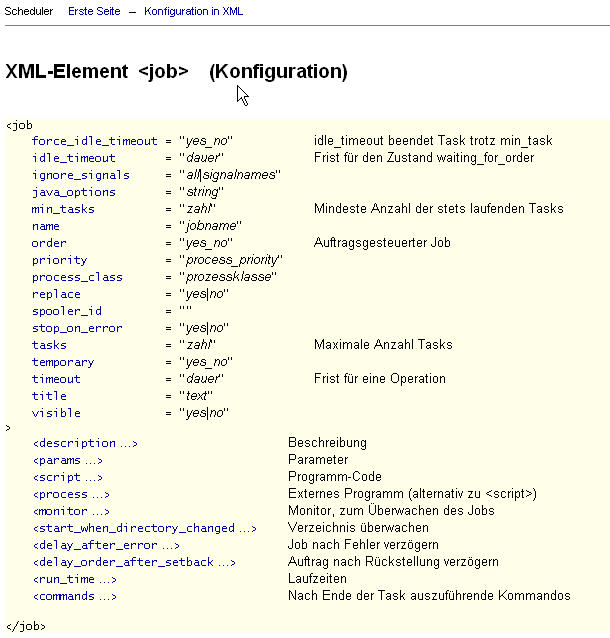 Scheduler Erste Seite — Konfiguration in XML
XML-Element <job> (Konfiguration)
<job
force_idle_timeout = "yes_no" idle_timeout beendet Task trotz min_task
idle_timeout = "dauer" Frist für den Zustand waiting_for_order
ignore_signals = "all|signalnames"
java_options = "string"
min_tasks = "zahl" Mindeste Anzahl der stets laufenden Tasks
name = "jobname"
order = "yes_no" Auftragsgesteuerter Job
priority = "process_priority"
process_class = "prozessklasse"
replace = "yes|no"
spooler_id = ""
stop_on_error = "yes|no"
tasks = "zahl" Maximale Anzahl Tasks
temporary = "yes_no"
timeout = "dauer" Frist für eine Operation
title = "text"
visible = "yes|no"
>
<description ...> Beschreibung
<params ...> Parameter
<script ...> Programm-Code
<process ...> Externes Programm (alternativ zu <script>)
<monitor ...> Monitor, zum Überwachen des Jobs
<start_when_directory_changed ...> Verzeichnis überwachen
<delay_after_error ...> Job nach Fehler verzögern
<delay_order_after_setback ...> Auftrag nach Rückstellung verzögern
<run_time ...> Laufzeiten
<commands ...> Nach Ende der Task auszuführende Kommandos
</job>